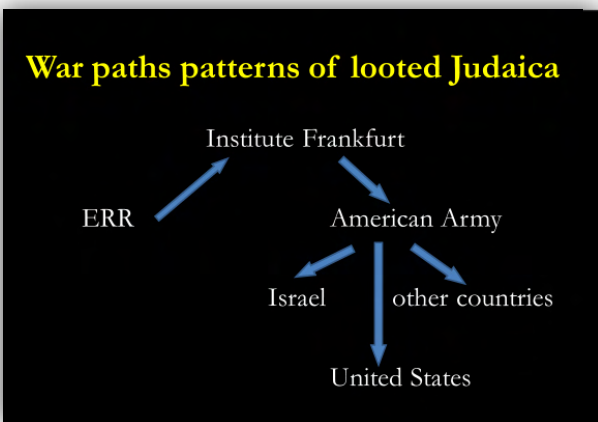 War paths patterns of looted Judaica
Institute Frankfurt
ERR
American Army
Israel
other countries
United States